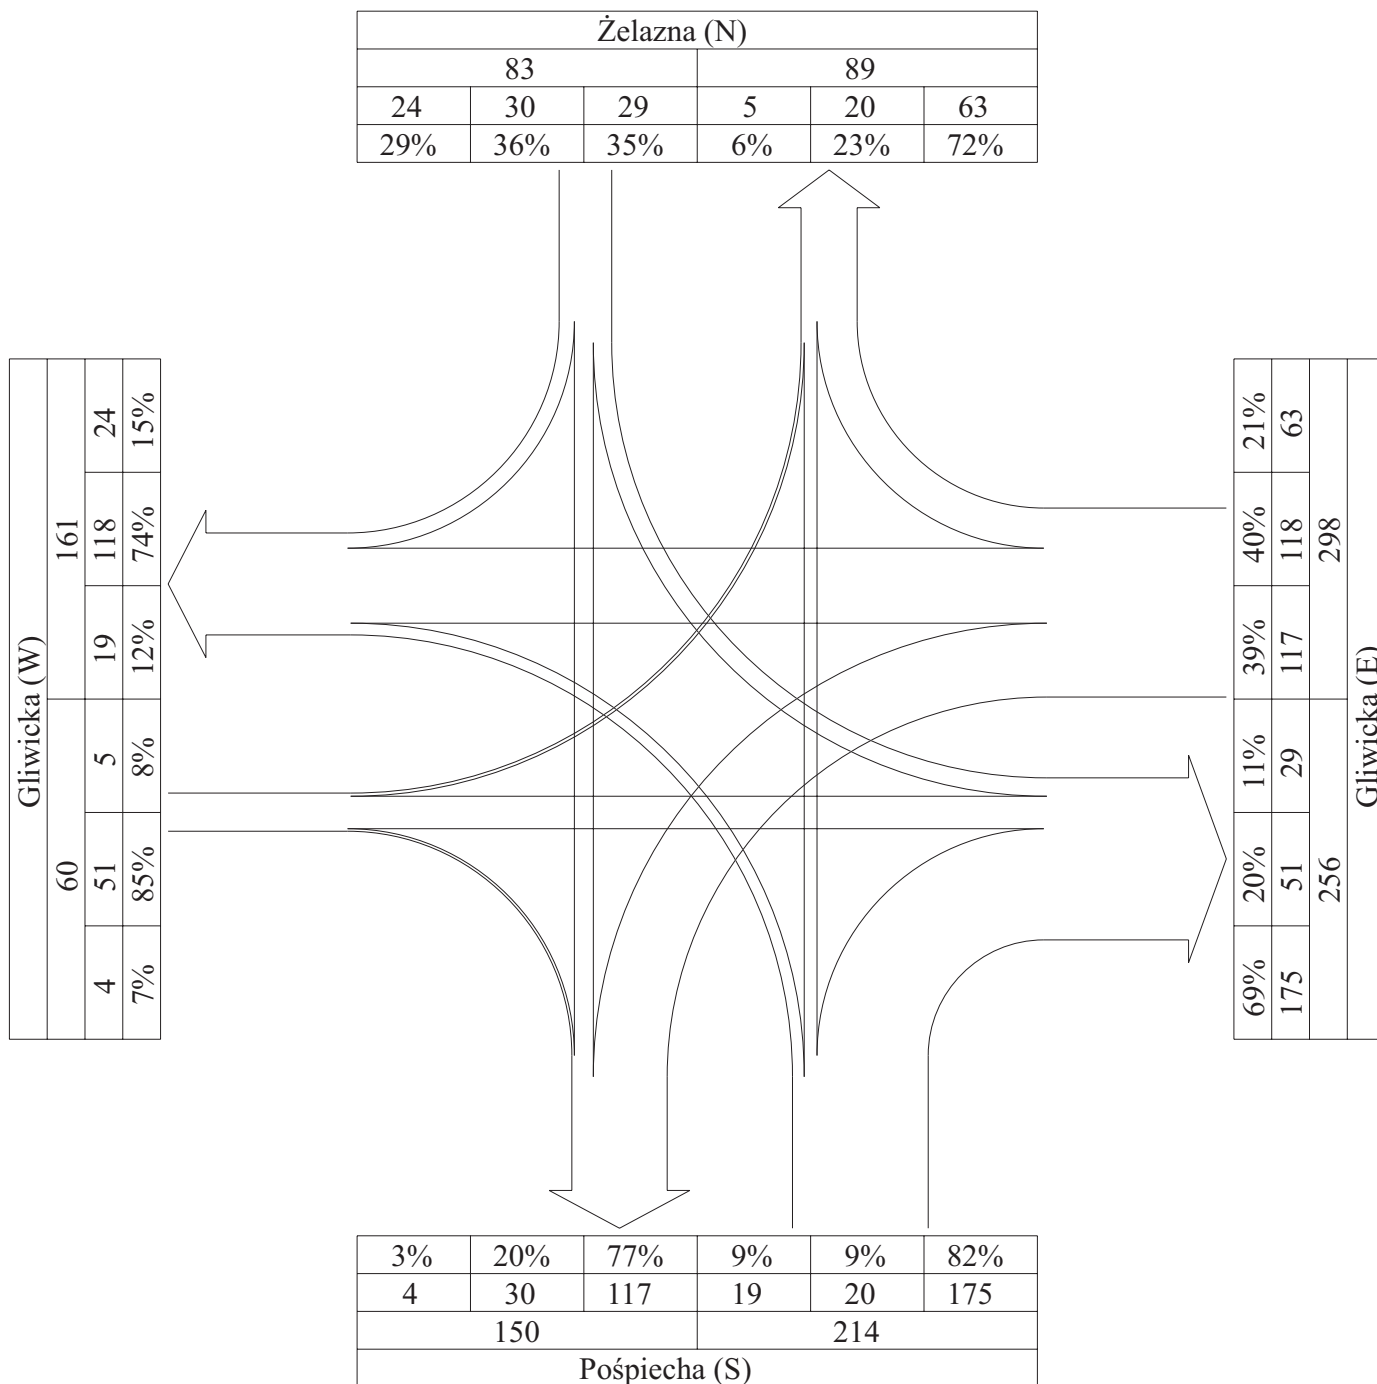 Żelazna (N)
83 89
24 30 29 5 20 63
29% 36% 35% 6% 23% 72%
Gliwicka (W)
161 60
24 118 19 5 51 4
15% 74% 12% 8% 85% 7%
21% 40% 39% 11% 20% 69%
63 118 117 29 51 175
298 256
Gliwicka (E)
3% 20% 77% 9% 9% 82%
4 30 117 19 20 175
150 214
Pośpiecha (S)